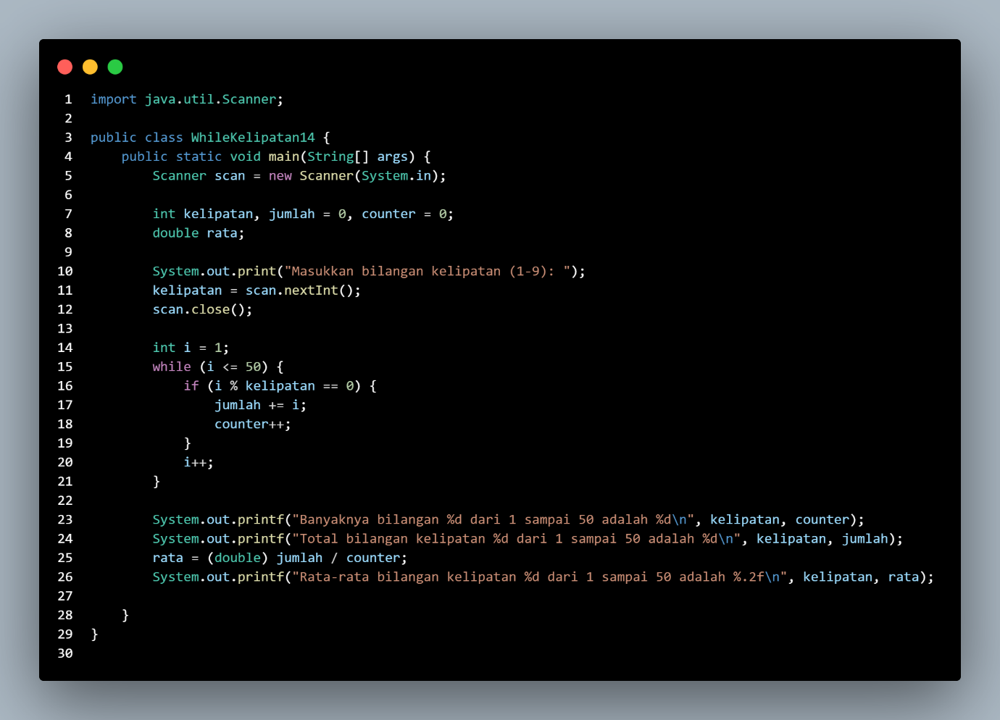 1 import java.util.Scanner;
2
3 public class WhileKelipatan14 {
4     public static void main(String[] args) {
5         Scanner scan = new Scanner(System.in);
6
7         int kelipatan, jumlah = 0, counter = 0;
8         double rata;
9
10         System.out.print("Masukkan bilangan kelipatan (1-9): ");
11         kelipatan = scan.nextInt();
12         scan.close();
13
14         int i = 1;
15         while (i <= 50) {
16             if (i % kelipatan == 0) {
17                 jumlah += i;
18                 counter++;
19             }
20             i++;
21         }
22
23         System.out.printf("Banyaknya bilangan %d dari 1 sampai 50 adalah %d\n", kelipatan, counter);
24         System.out.printf("Total bilangan kelipatan %d dari 1 sampai 50 adalah %d\n", kelipatan, jumlah);
25         rata = (double) jumlah / counter;
26         System.out.printf("Rata-rata bilangan kelipatan %d dari 1 sampai 50 adalah %.2f\n", kelipatan, rata);
27
28     }
29 }
30